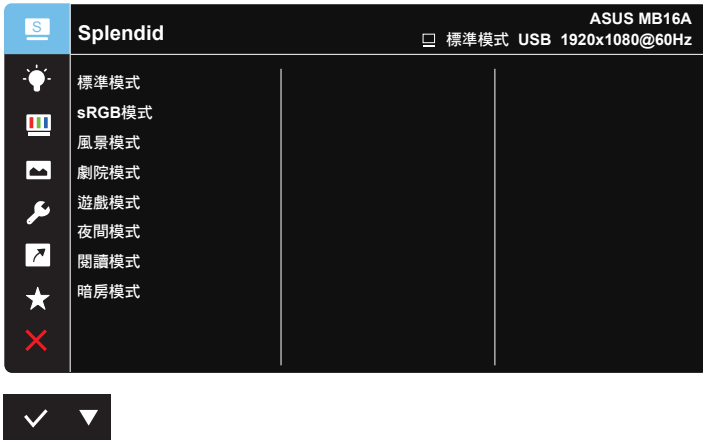 S
Splendid
ASUS MB16A
標準模式 USB 1920x1080@60Hz
標準模式
sRGB模式
風景模式
劇院模式
遊戲模式
夜間模式
閱讀模式
暗房模式